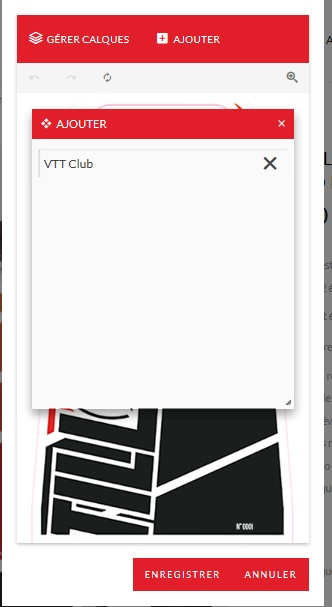 GÉRER CALQUES
AJOUTER
AJOUTER
VTT Club
N°0001
ENREGISTRER
ANNULER